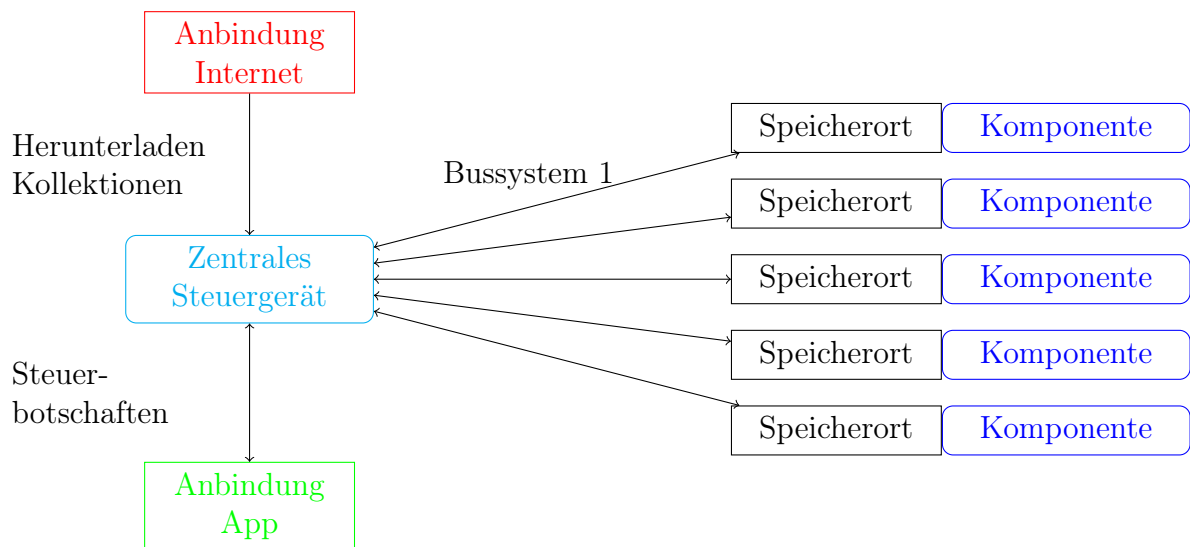 Anbindung
Internet
Herunterladen
Kollektionen
Bussystem 1
Zentrales
Steuergerät
Steuer-
botschaften
Anbindung
App
Speicherort Komponente
Speicherort Komponente
Speicherort Komponente
Speicherort Komponente
Speicherort Komponente